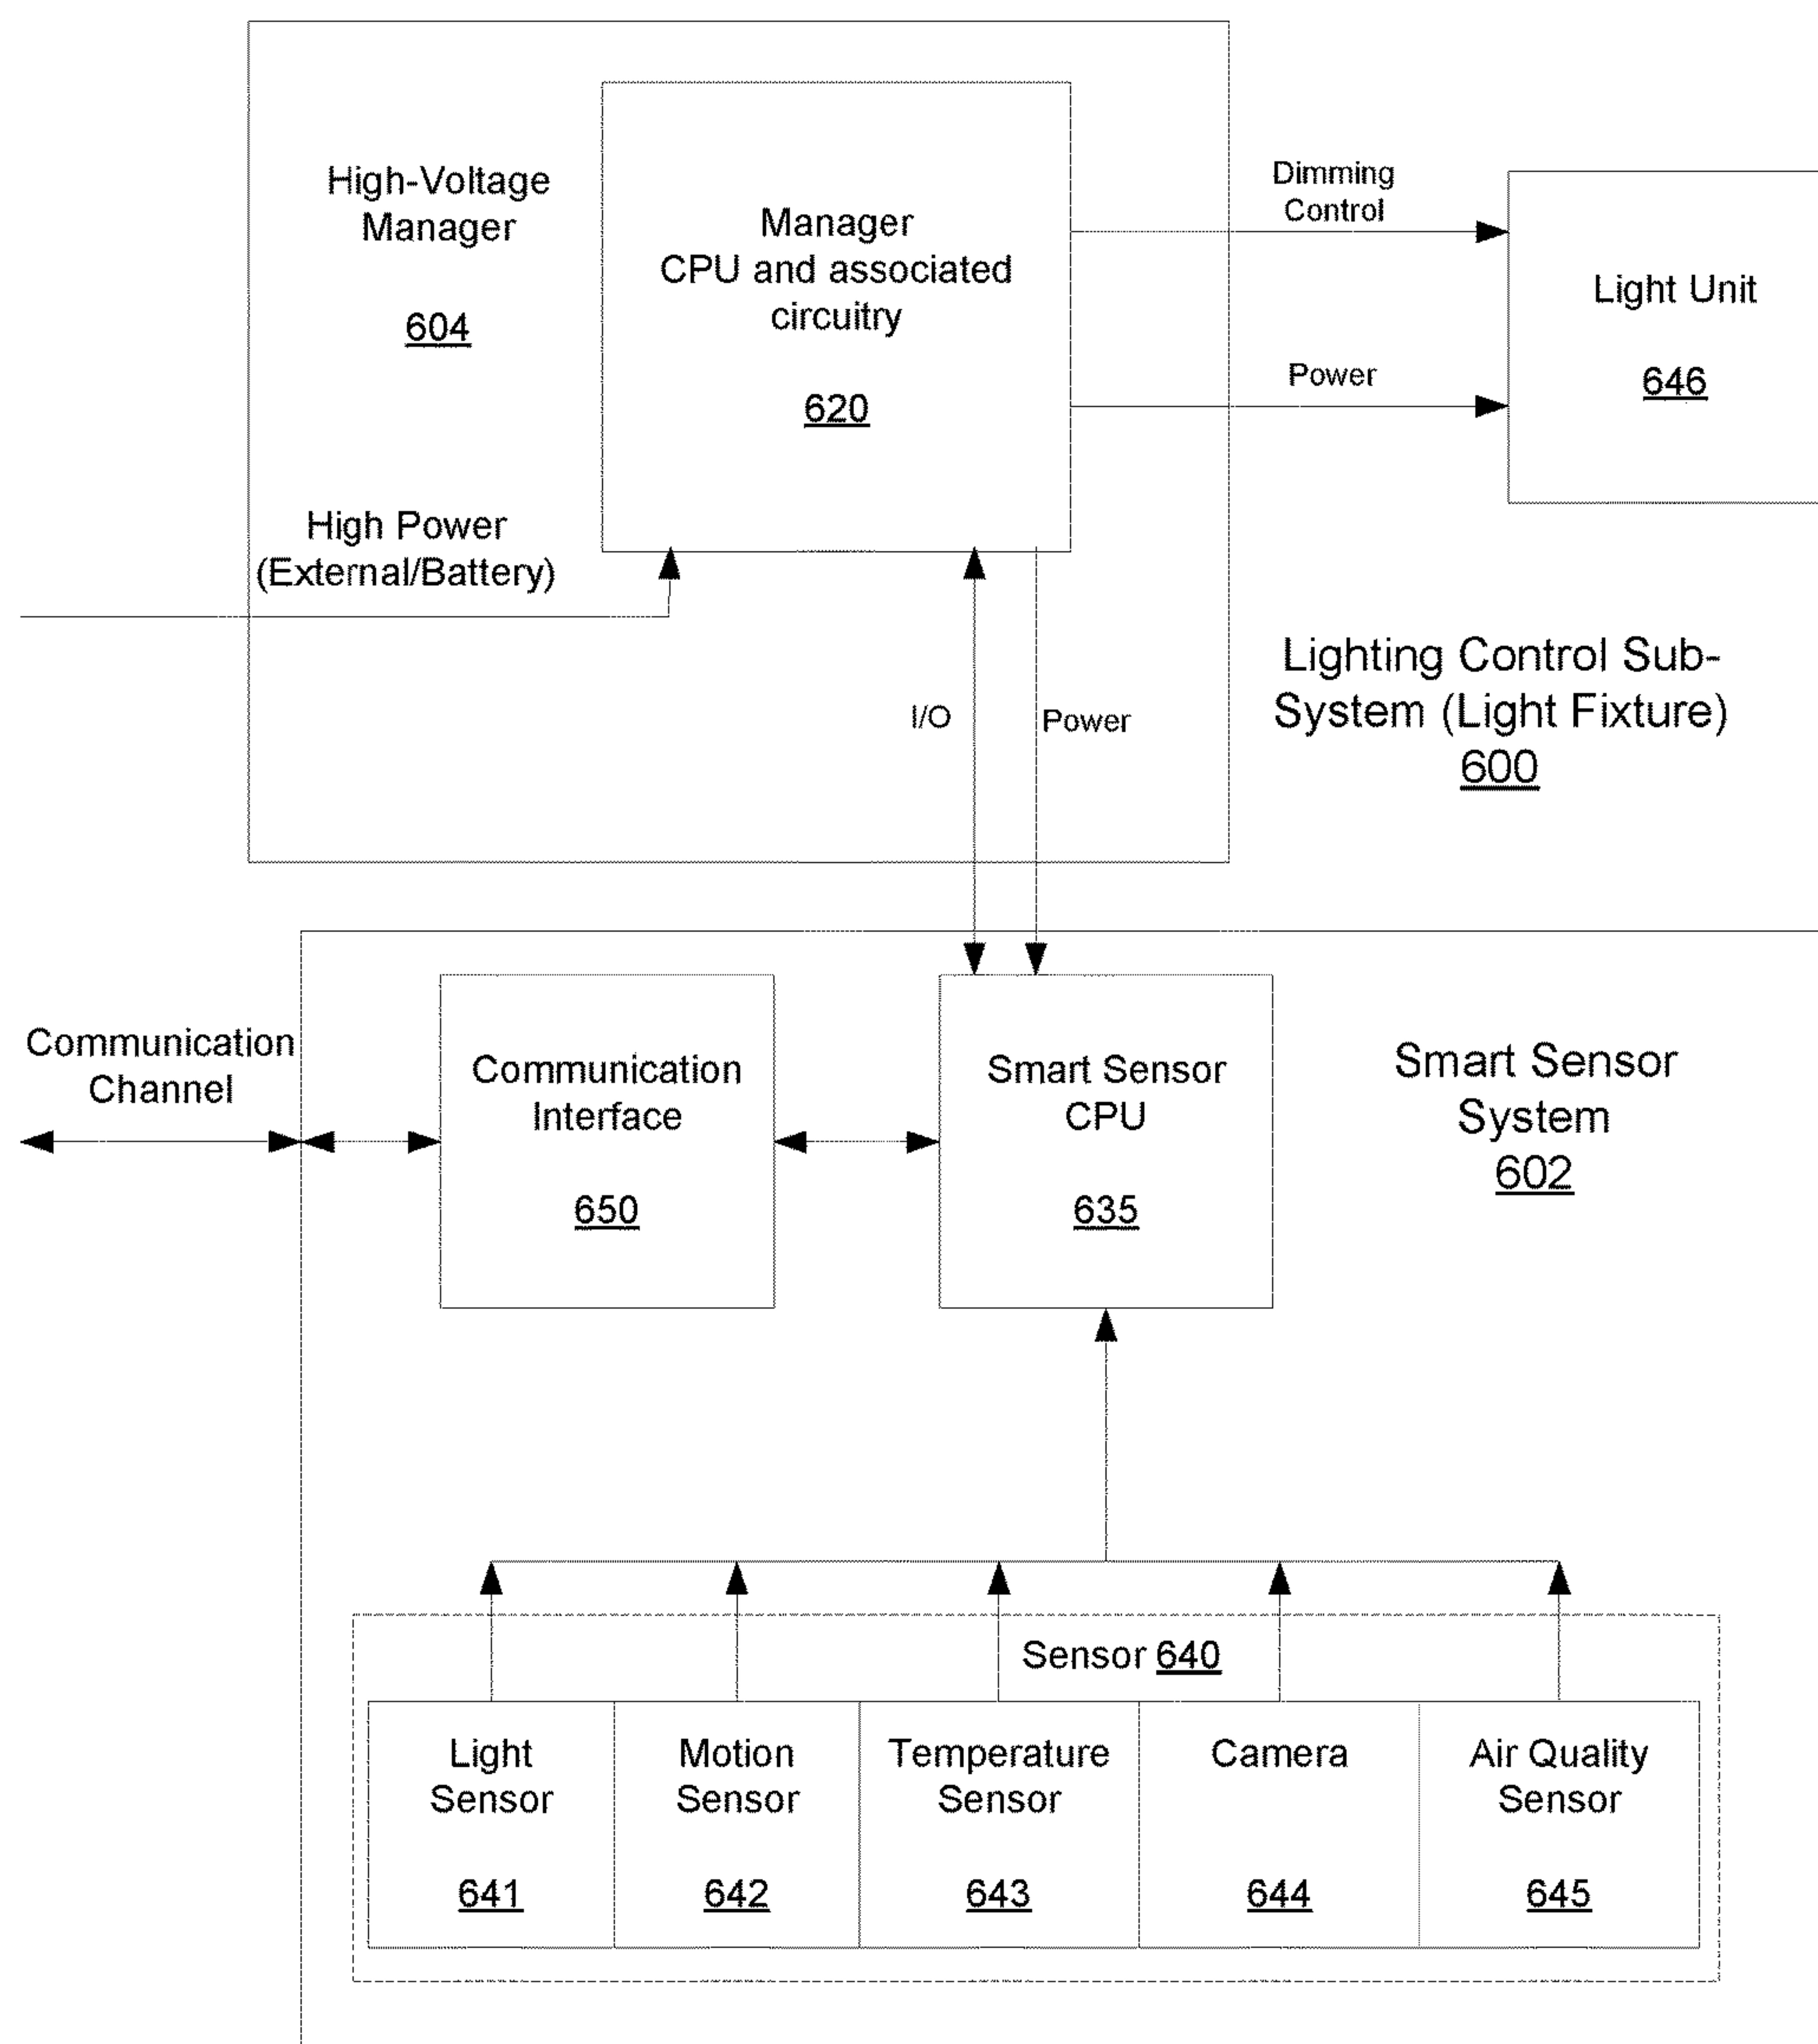 High-Voltage
Manager
604
Manager
CPU and associated
circuitry
620
Dimming
Control
Power
Light Unit
646
High Power
(External/Battery)
I/O
Power
Lighting Control Sub-
System (Light Fixture)
600
Communication
Channel
Communication
Interface
650
Smart Sensor
CPU
635
Smart Sensor
System
602
Sensor 640
Light
Sensor
641
Motion
Sensor
642
Temperature
Sensor
643
Camera
644
Air Quality
Sensor
645